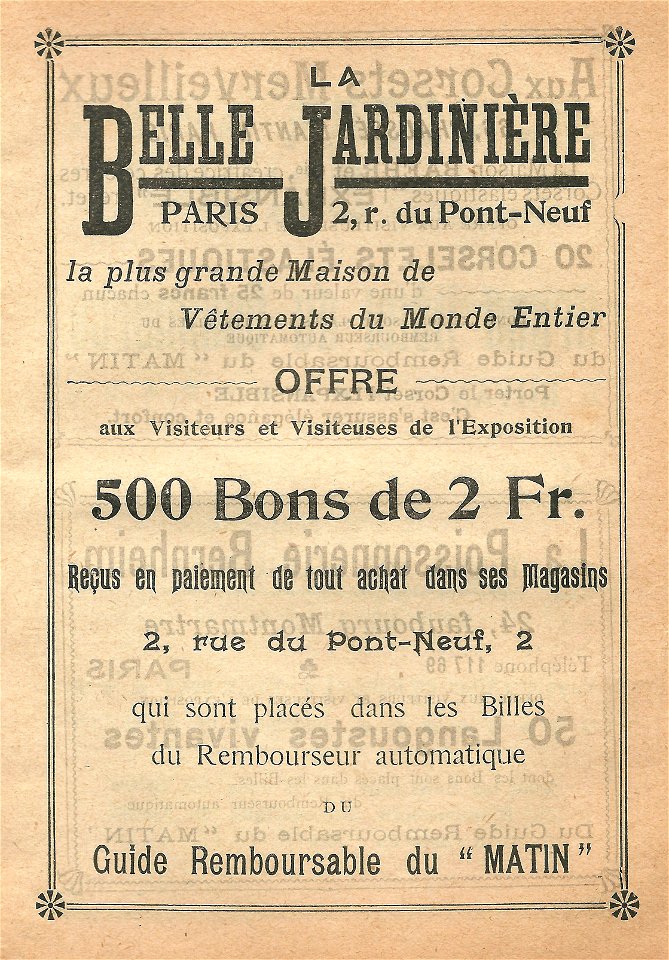 LA
BELLE JARDINIÈRE
PARIS 2, r. du Pont-Neuf
la plus grande Maison de
Vêtements du Monde Entier
OFFRE
aux Visiteurs et Visiteuses de l'Exposition
500 Bons de 2 Fr.
Reçus en paiement de tout achat dans ses Magasins
2, rue du Pont-Neuf, 2
qui sont placés dans les Billes
du Rembourseur automatique
DU
Guide Remboursable du "MATIN"